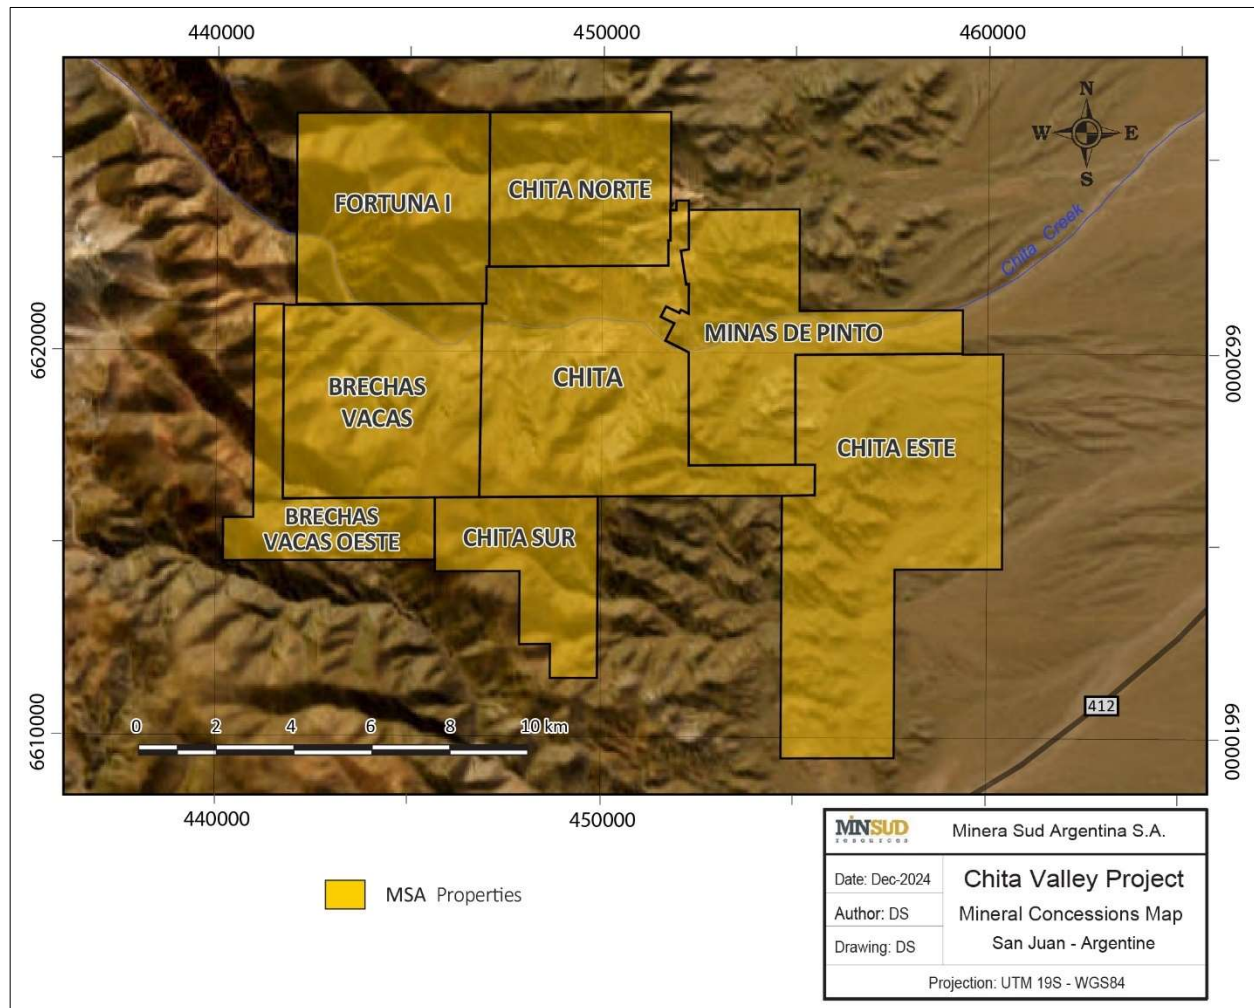 440000
450000
460000
N
W
E
S
FORTUNA I
CHITA NORTE
Chita Creek
6620000
6620000
MINAS DE PINTO
BRECHAS
VACAS
CHITA
CHITA ESTE
BRECHAS
VACAS OESTE
CHITA SUR
412
0
2
4
6
8
10 km
6610000
6610000
440000
450000
MINSUD
RESOURCES
Minera Sud Argentina S.A.
Date: Dec-2024
Author: DS
Drawing: DS
Chita Valley Project
Mineral Concessions Map
San Juan - Argentine
Projection: UTM 19S - WGS84
MSA Properties